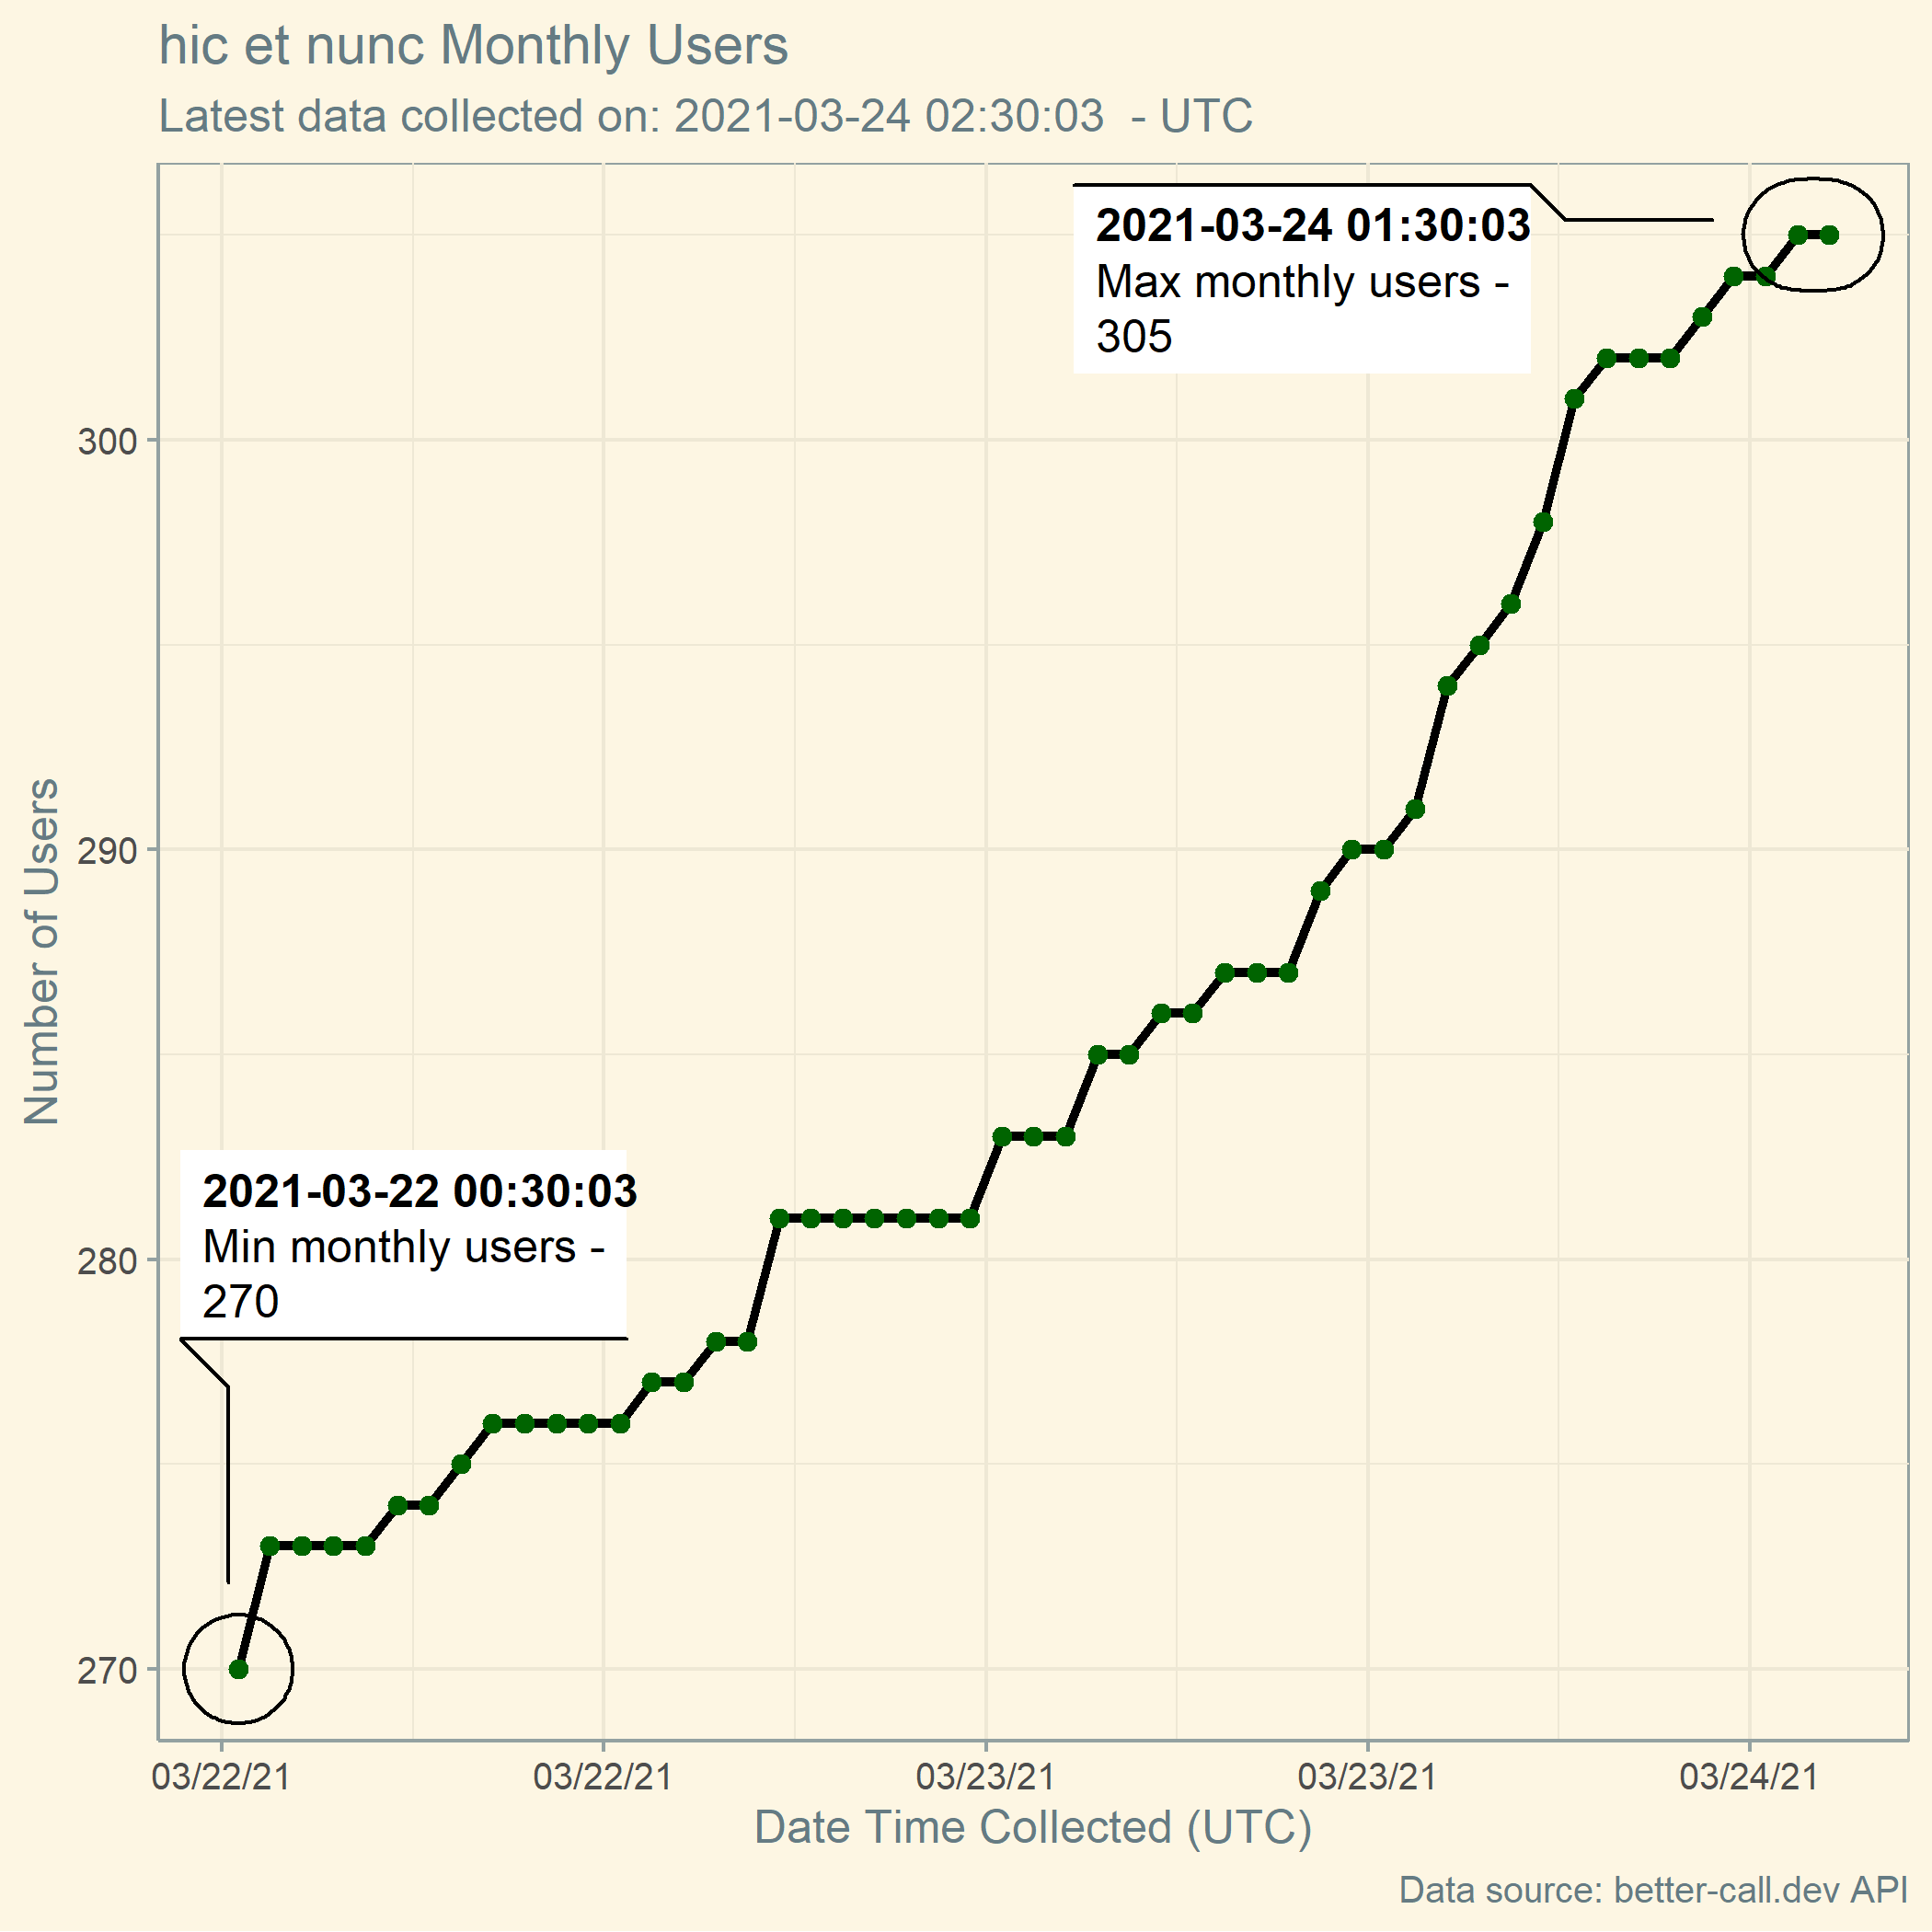 hic et nunc Monthly Users
Latest data collected on: 2021-03-24 02:30:03  - UTC
2021-03-24 01:30:03
Max monthly users -
305
300
290
Number of Users
2021-03-22 00:30:03
Min monthly users -
270
280
270
03/22/21 03/22/21 03/23/21 03/23/21 03/24/21
Date Time Collected (UTC)
Data source: better-call.dev API